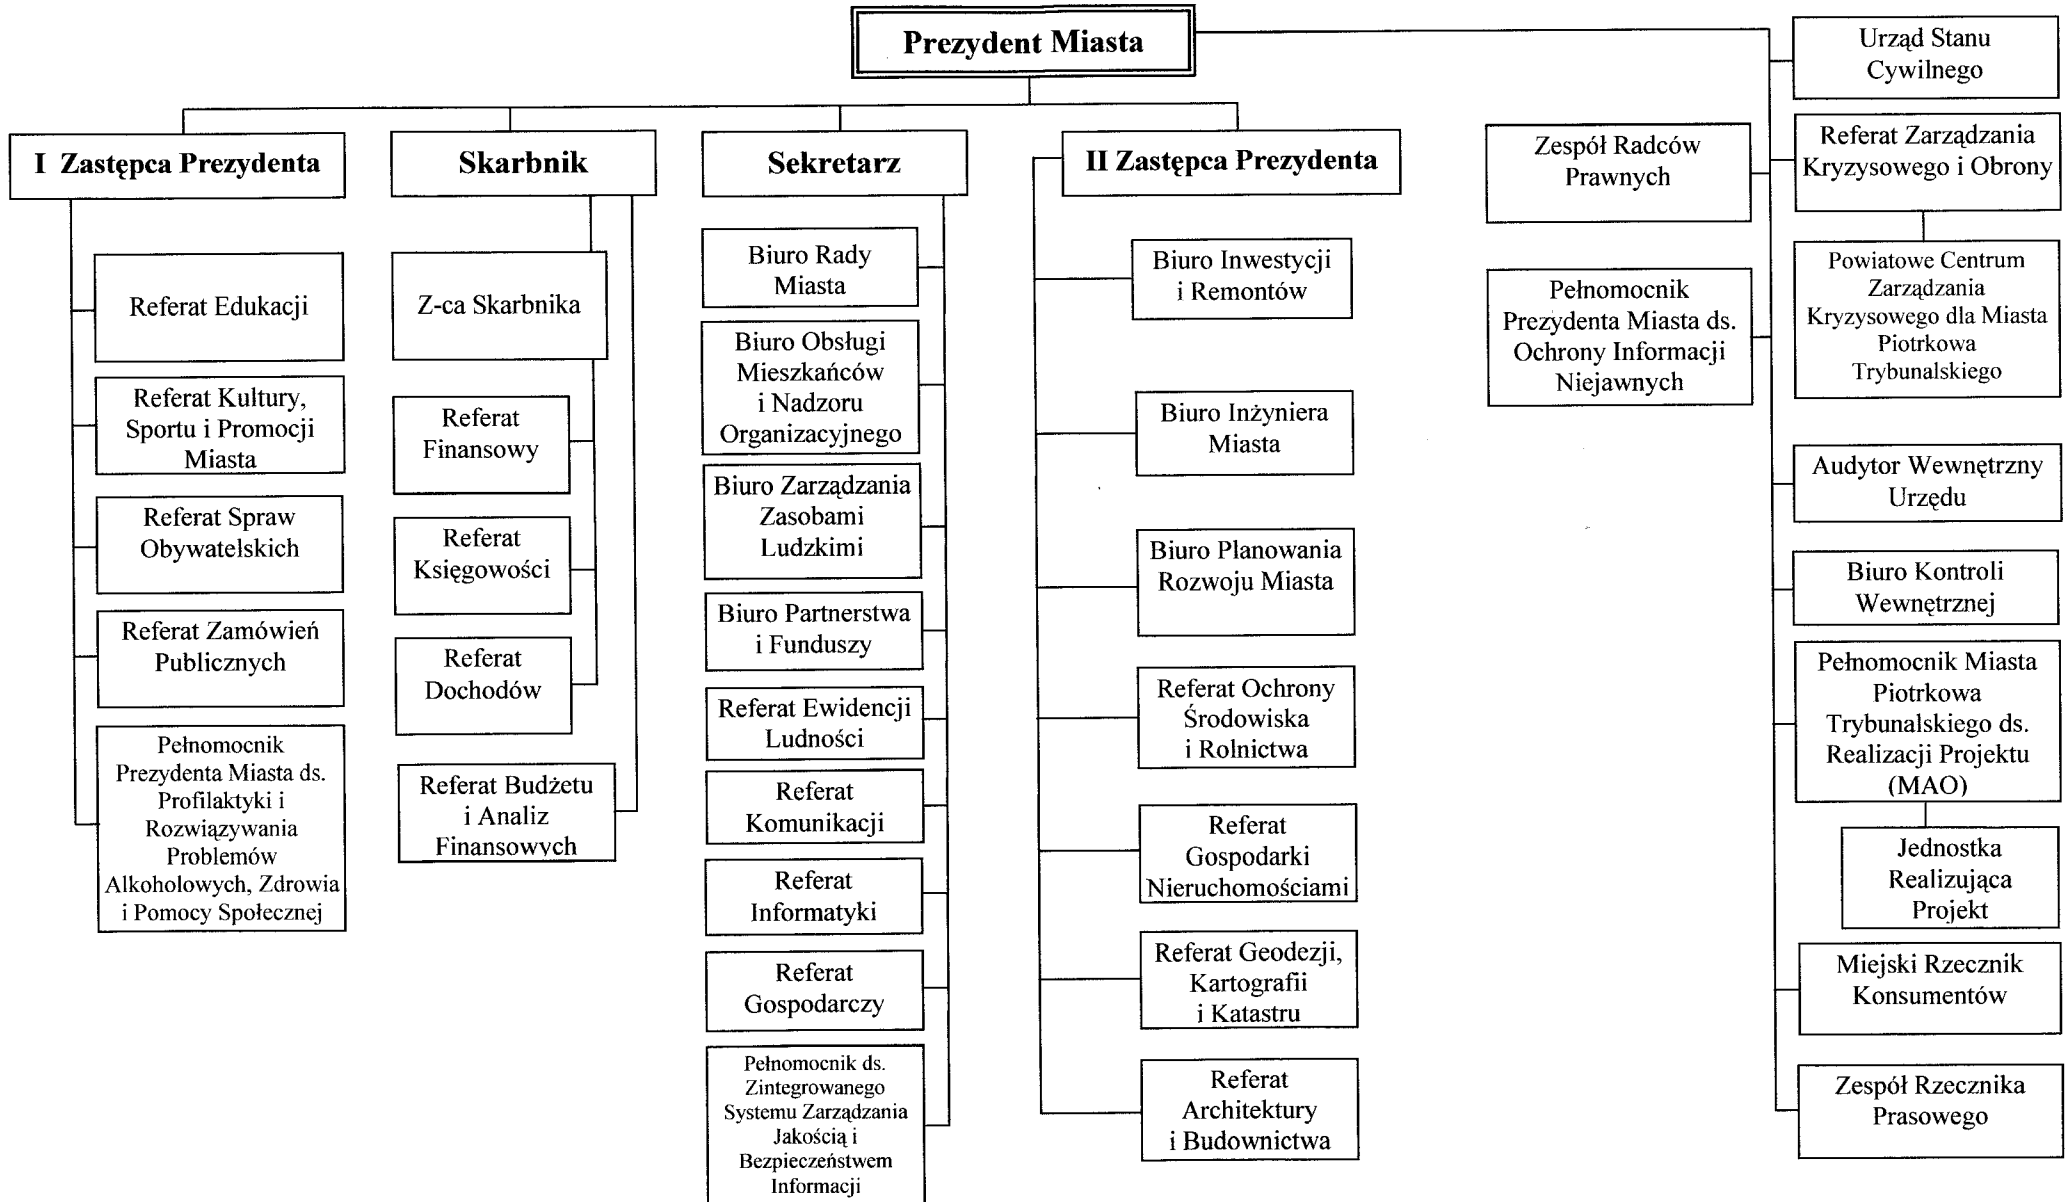 Prezydent Miasta
I Zastępca Prezydenta
Referat Edukacji
Referat Kultury,
Sportu i Promocji
Miasta
Referat Spraw
Obywatelskich
Referat Zamówień
Publicznych
Pełnomocnik
Prezydenta Miasta ds.
Profilaktyki i
Rozwiązywania
Problemów
Alkoholowych, Zdrowia
i Pomocy Społecznej
Skarbnik
Z-ca Skarbnika
Referat
Finansowy
Referat
Księgowości
Referat
Dochodów
Referat Budżetu
i Analiz
Finansowych
Sekretarz
Biuro Rady
Miasta
Biuro Obsługi
Mieszkańców
i Nadzoru
Organizacyjnego
Biuro Zarządzania
Zasobami
Ludzkimi
Biuro Partnerstwa
i Funduszy
Referat Ewidencji
Ludności
Referat
Komunikacji
Referat
Informatyki
Referat
Gospodarczy
Pełnomocnik ds.
Zintegrowanego
Systemu Zarządzania
Jakością i
Bezpieczeństwem
Informacji
II Zastępca Prezydenta
Biuro Inwestycji
i Remontów
Biuro Inżyniera
Miasta
Biuro Planowania
Rozwoju Miasta
Referat Ochrony
Środowiska
i Rolnictwa
Referat
Gospodarki
Nieruchomościami
Referat Geodezji,
Kartografii
i Katastru
Referat
Architektury
i Budownictwa
Zespół Radców
Prawnych
Pełnomocnik
Prezydenta Miasta ds.
Ochrony Informacji
Niejawnych
Urząd Stanu
Cywilnego
Referat Zarządzania
Kryzysowego i Obrony
Powiatowe Centrum
Zarządzania
Kryzysowego dla Miasta
Piotrkowa
Trybunalskiego
Audytor Wewnętrzny
Urzędu
Biuro Kontroli
Wewnętrznej
Pełnomocnik Miasta
Piotrkowa
Trybunalskiego ds.
Realizacji Projektu
(MAO)
Jednostka
Realizująca
Projekt
Miejski Rzecznik
Konsumentów
Zespół Rzecznika
Prasowego